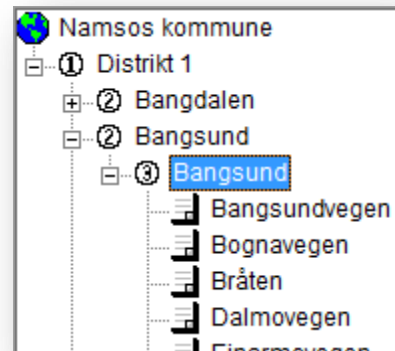 Namsos kommune
① Distrikt 1
② Bangdalen
② Bangsund
③ Bangsund
Bangsundvegen
Bognavegen
Bråten
Dalmovegen